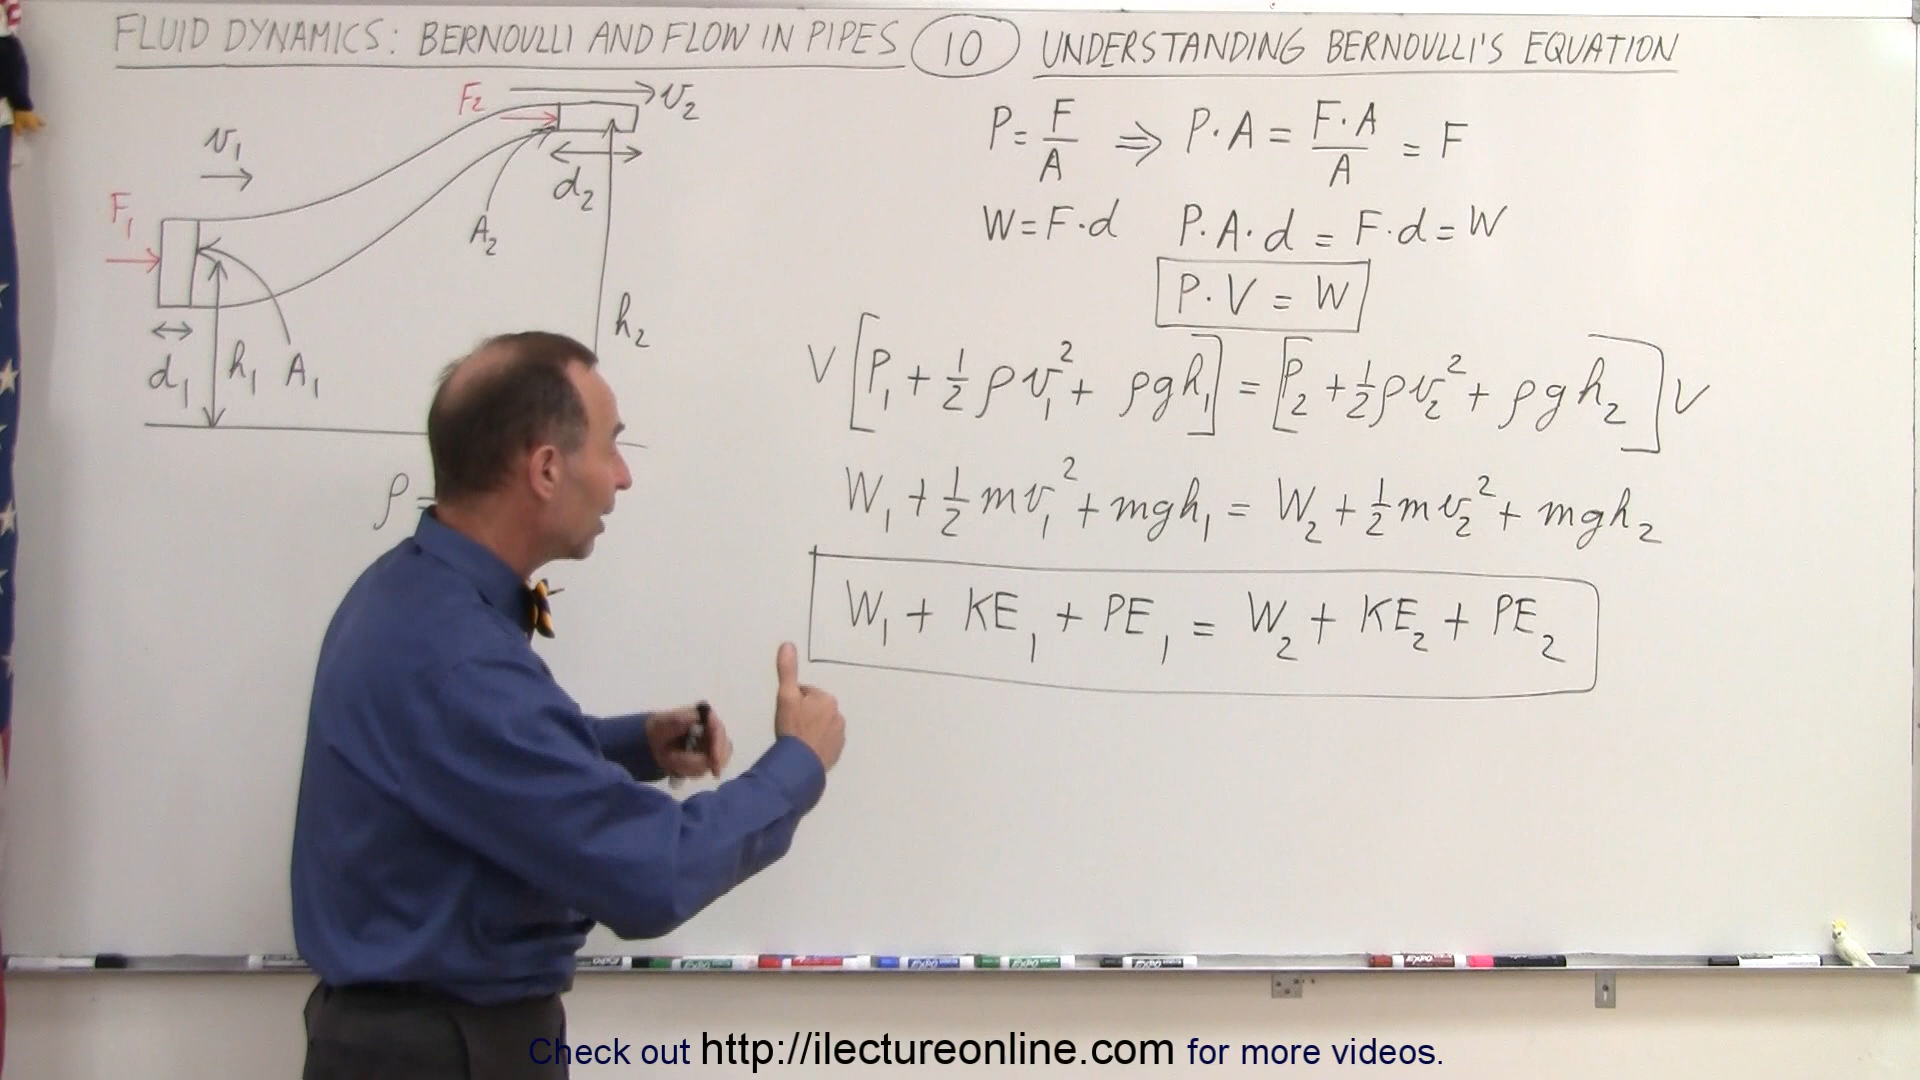 FLUID DYNAMICS: BERNOULLI AND FLOW IN PIPES 10 UNDERSTANDING BERNOULLI'S EQUATION
F₂ v₂
v₁
F₁
d₂
A₂
h₂
d₁ h₁ A₁
ρ =
P = F/A ⇒ P·A = F·A/A = F
W = F·d P·A·d = F·d = W
P·V = W
V [P₁ + ½ρv₁² + ρgh₁] = [P₂ + ½ρv₂² + ρgh₂] V
W₁ + ½mv₁² + mgh₁ = W₂ + ½mv₂² + mgh₂
W₁ + KE₁ + PE₁ = W₂ + KE₂ + PE₂
EXPO
Check out http://ilectureonline.com for more videos.